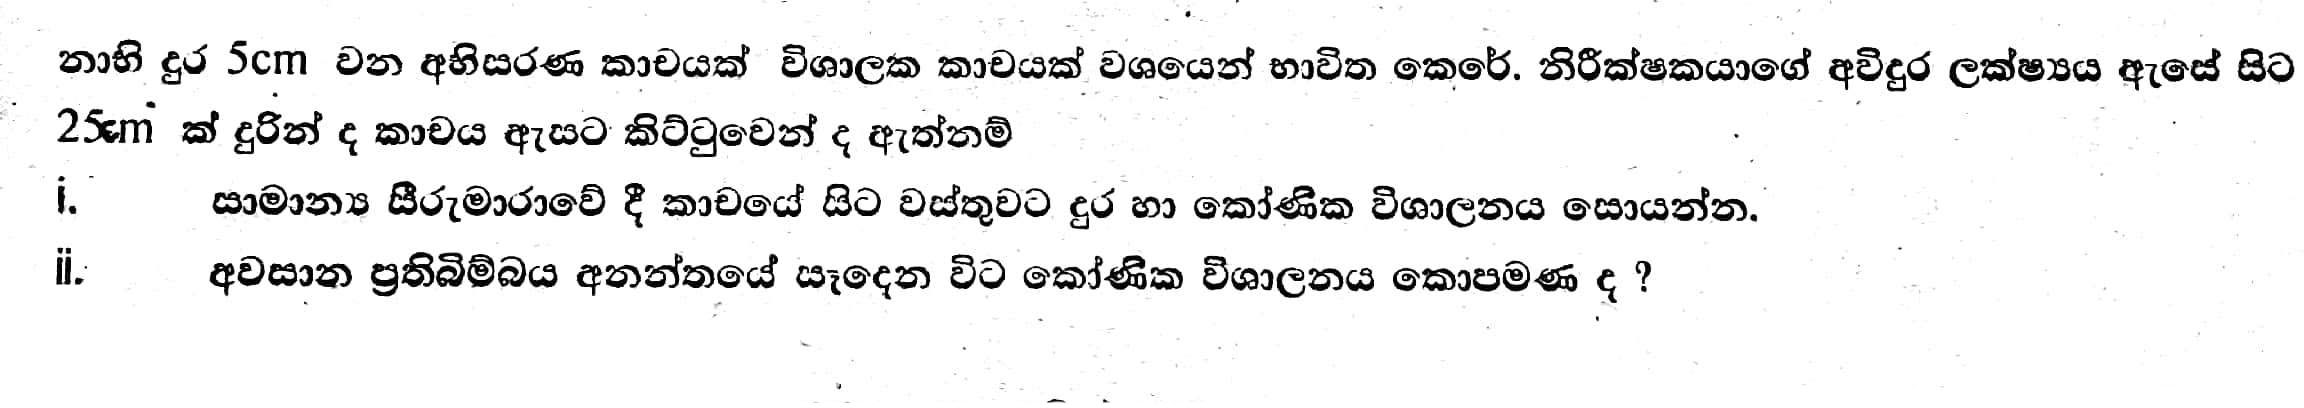 නාභි දුර 5cm වන අභිසරණ කාචයක් විශාලක කාචයක් වශයෙන් භාවිත කෙරේ. නිරීක්ෂකයාගේ අවිදුර ලක්ෂ්‍යය ඇසේ සිට
25cm ක් දුරින් ද කාචය ඇසට කිට්ටුවෙන් ද ඇත්නම්
i. සාමාන්‍ය සීරුමාරාවේ දී කාචයේ සිට වස්තුවට දුර හා කෝණික විශාලනය සොයන්න.
ii. අවසාන ප්‍රතිබිම්බය අනන්තයේ සෑදෙන විට කෝණික විශාලනය කොපමණ ද ?